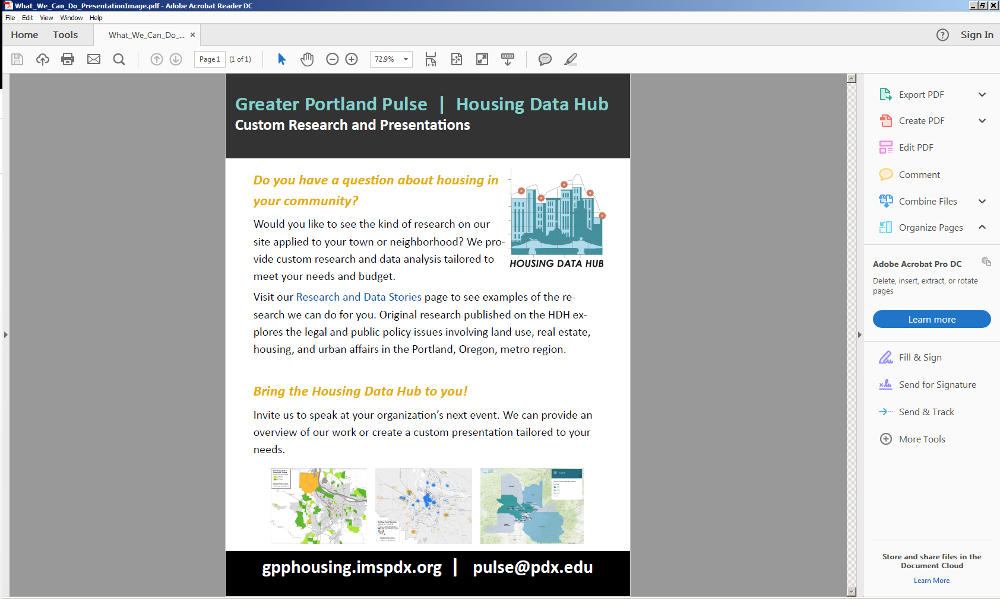 What_We_Can_Do_PresentationImage.pdf - Adobe Acrobat Reader DC
File Edit View Window Help
Home Tools What_We_Can_Do_... × Sign In
Page 1 (1 of 1) 72.9%
Greater Portland Pulse | Housing Data Hub
Custom Research and Presentations
Do you have a question about housing in
your community?
Would you like to see the kind of research on our
site applied to your town or neighborhood? We pro-
vide custom research and data analysis tailored to
meet your needs and budget.
HOUSING DATA HUB
Visit our Research and Data Stories page to see examples of the re-
search we can do for you. Original research published on the HDH ex-
plores the legal and public policy issues involving land use, real estate,
housing, and urban affairs in the Portland, Oregon, metro region.
Bring the Housing Data Hub to you!
Invite us to speak at your organization's next event. We can provide an
overview of our work or create a custom presentation tailored to your
needs.
gpphousing.imspdx.org | pulse@pdx.edu
Export PDF
Create PDF
Edit PDF
Comment
Combine Files
Organize Pages
Adobe Acrobat Pro DC
Delete, insert, extract, or rotate
pages
Learn more
Fill & Sign
Send for Signature
Send & Track
More Tools
Store and share files in the
Document Cloud
Learn More